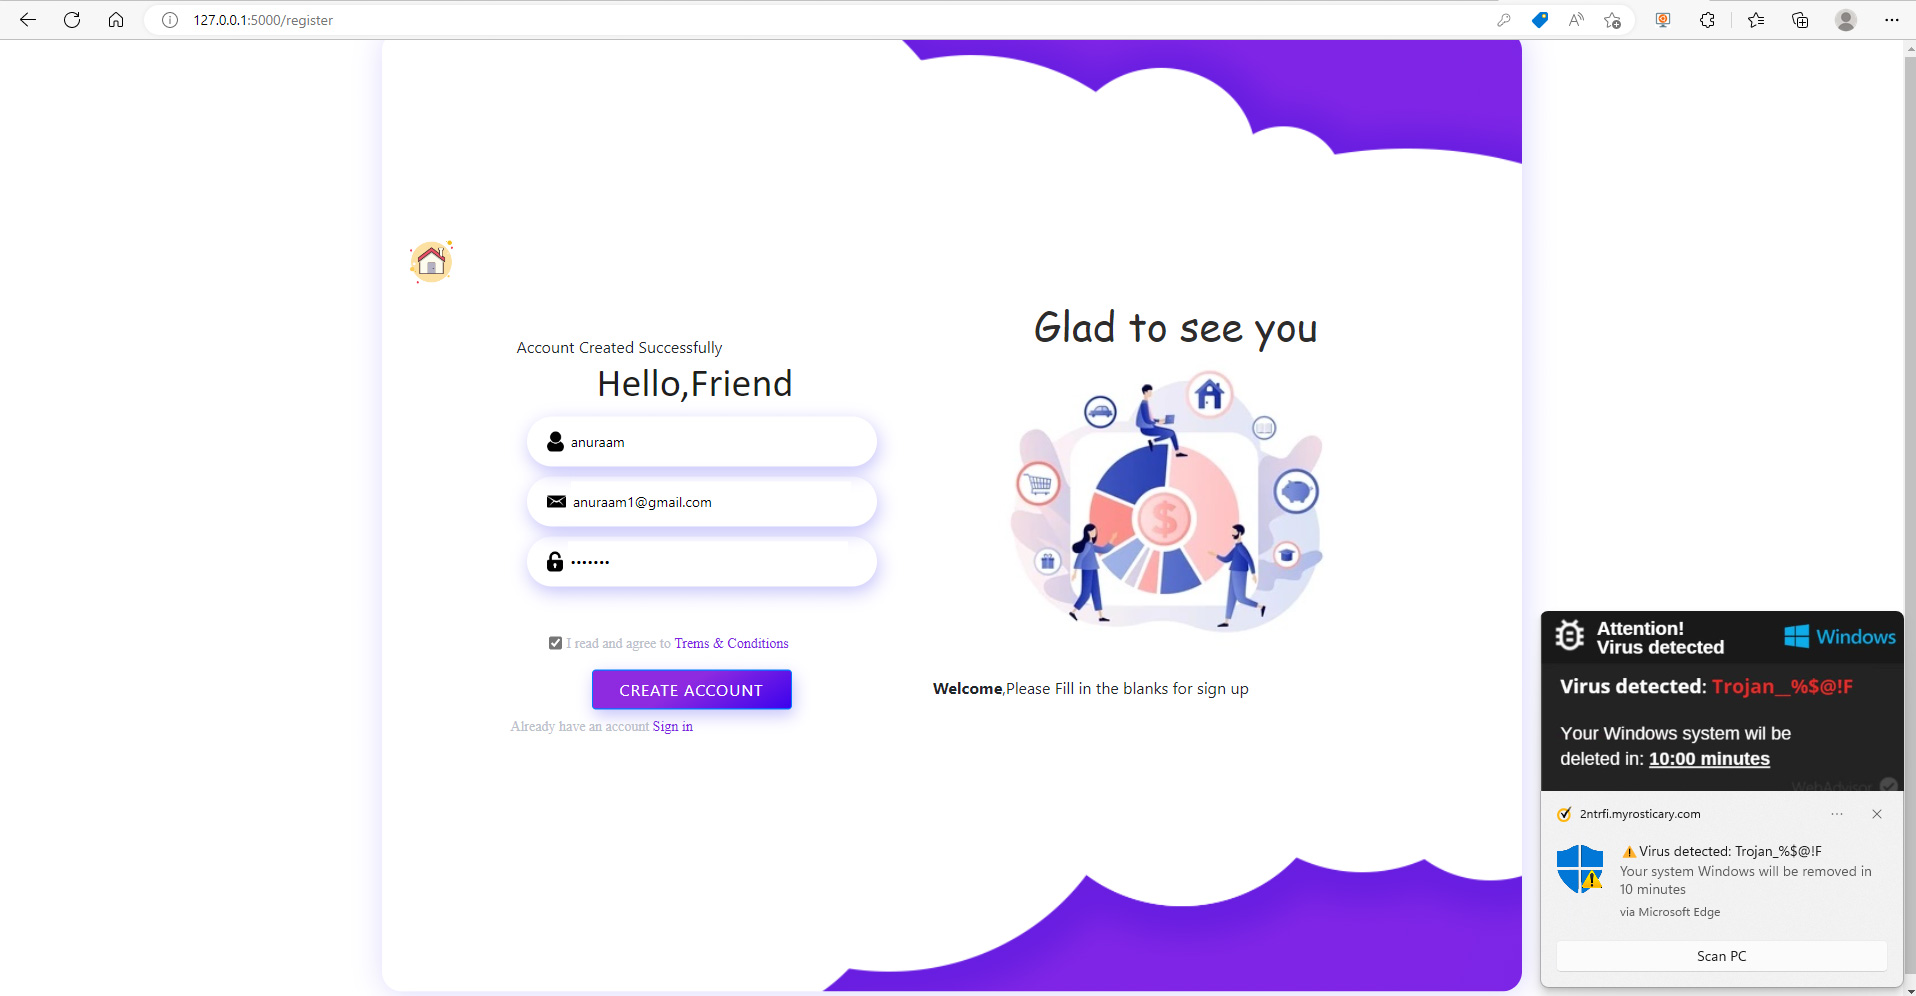 127.0.0.1:5000/register
Account Created Successfully
Hello,Friend
anuraam
anuraam1@gmail.com
I read and agree to Trems & Conditions
CREATE ACCOUNT
Already have an account Sign in
Glad to see you
Welcome,Please Fill in the blanks for sign up
Attention!
Virus detected
Windows
Virus detected: Trojan__%$@!F
Your Windows system wil be
deleted in: 10:00 minutes
WebAdvisor
2ntrfi.myrosticary.com
Virus detected: Trojan_%$@!F
Your system Windows will be removed in
10 minutes
via Microsoft Edge
Scan PC